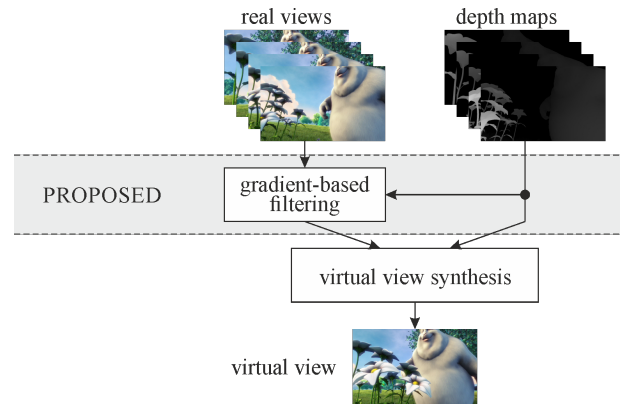 real views
depth maps
PROPOSED
gradient-based
filtering
virtual view synthesis
virtual view